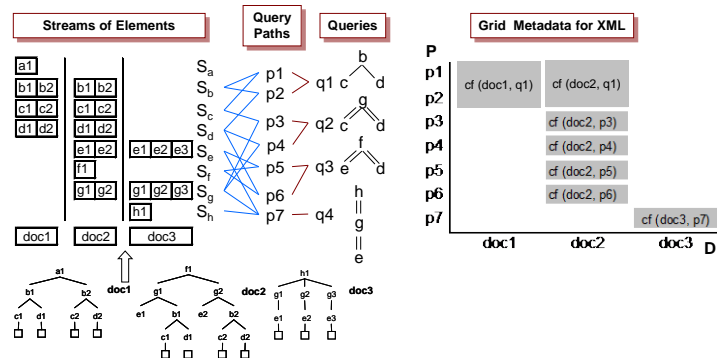 Streams of Elements
Query Paths
Queries
Grid Metadata for XML
a1
b1 b2
c1 c2
d1 d2
b1 b2
c1 c2
d1 d2
e1 e2
f1
g1 g2
e1 e2 e3
g1 g2 g3
h1
doc1
doc2
doc3
Sa
Sb
Sc
Sd
Se
Sf
Sg
Sh
p1
p2
p3
p4
p5
p6
p7
q1
q2
q3
q4
b
c d
g
c d
f
e d
h
g
e
P
p1
p2
p3
p4
p5
p6
p7
cf (doc1, q1)
cf (doc2, q1)
cf (doc2, p3)
cf (doc2, p4)
cf (doc2, p5)
cf (doc2, p6)
cf (doc3, p7)
doc1 doc2 doc3 D
a1
b1 b2
c1 d1 c2 d2
doc1
f1
g1 g2
e1 b1 e2 b2
c1 d1 c2 d2
doc2
h1
g1 g2 g3
e1 e2 e3
doc3